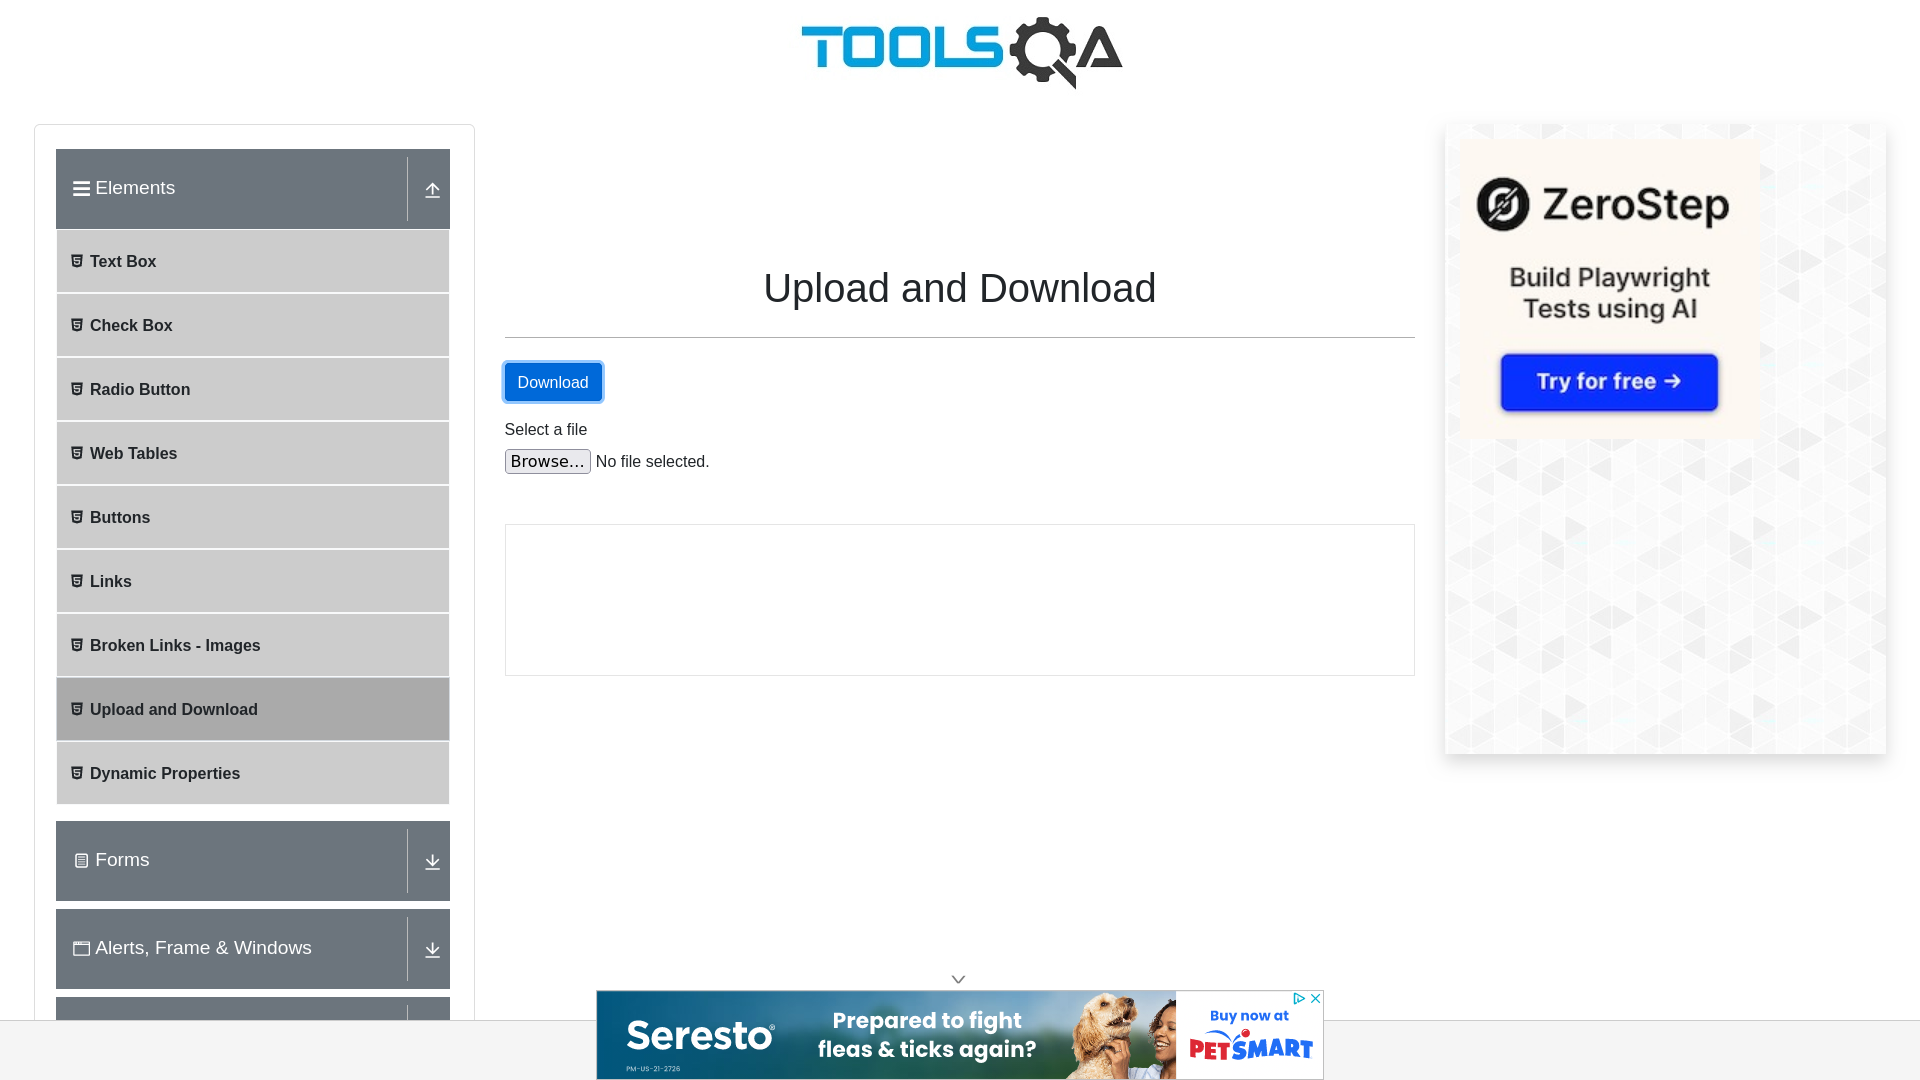 TOOLSQA
Elements
Text Box
Check Box
Radio Button
Web Tables
Buttons
Links
Broken Links - Images
Upload and Download
Dynamic Properties
Forms
Alerts, Frame & Windows
Upload and Download
Download
Select a file
Browse... No file selected.
ZeroStep
Build Playwright
Tests using AI
Try for free →
Seresto®
PM-US-21-2726
Prepared to fight
fleas & ticks again?
Buy now at
PETSMART